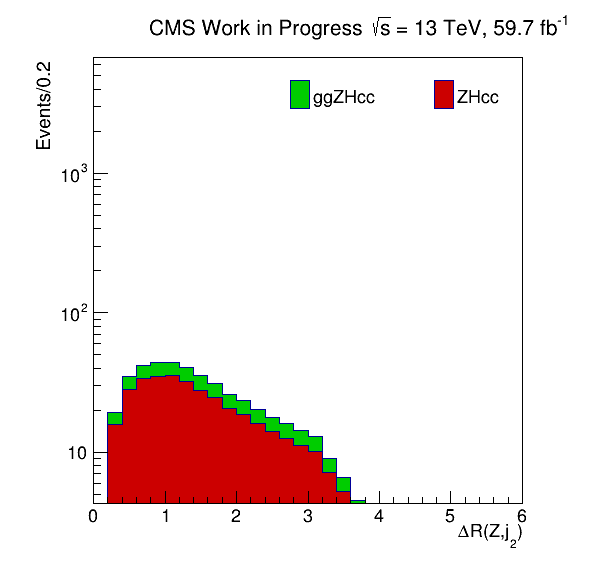 CMS Work in Progress √s = 13 TeV, 59.7 fb⁻¹
Events/0.2
ggZHcc ZHcc
10³
10²
10
0 1 2 3 4 5 6
ΔR(Z,j₂)